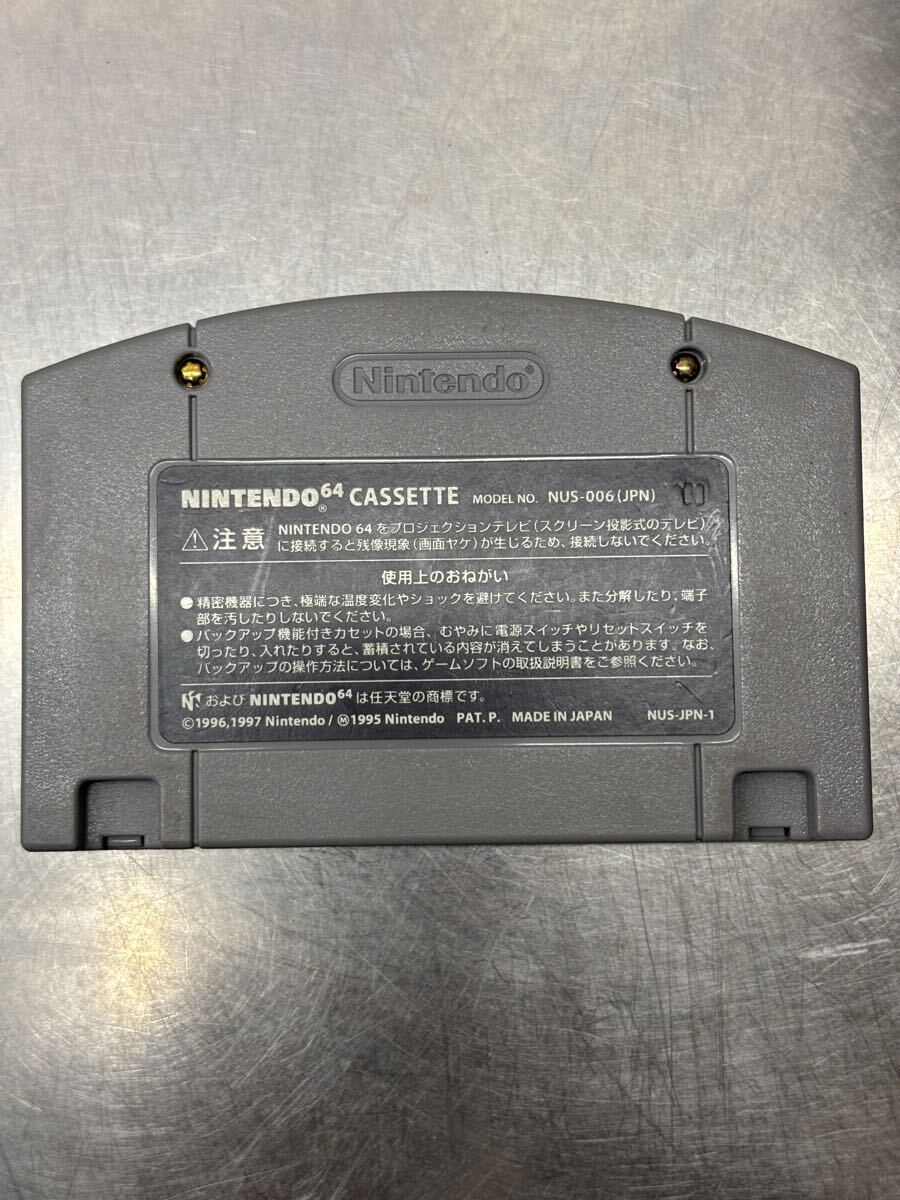 Nintendo®
NINTENDO64® CASSETTE MODEL NO. NUS-006(JPN)
⚠注意 NINTENDO 64 をプロジェクションテレビ(スクリーン投影式のテレビ)
に接続すると残像現象(画面ヤケ)が生じるため、接続しないでください。
使用上のおねがい
●精密機器につき、極端な温度変化やショックを避けてください。また分解したり、端子
部を汚したりしないでください。
●バックアップ機能付きカセットの場合、むやみに電源スイッチやリセットスイッチを
切ったり、入れたりすると、蓄積されている内容が消えてしまうことがあります。なお、
バックアップの操作方法については、ゲームソフトの取扱説明書をご参照ください。
および NINTENDO64 は任天堂の商標です。
©1996,1997 Nintendo / Ⓜ1995 Nintendo PAT. P. MADE IN JAPAN NUS-JPN-1